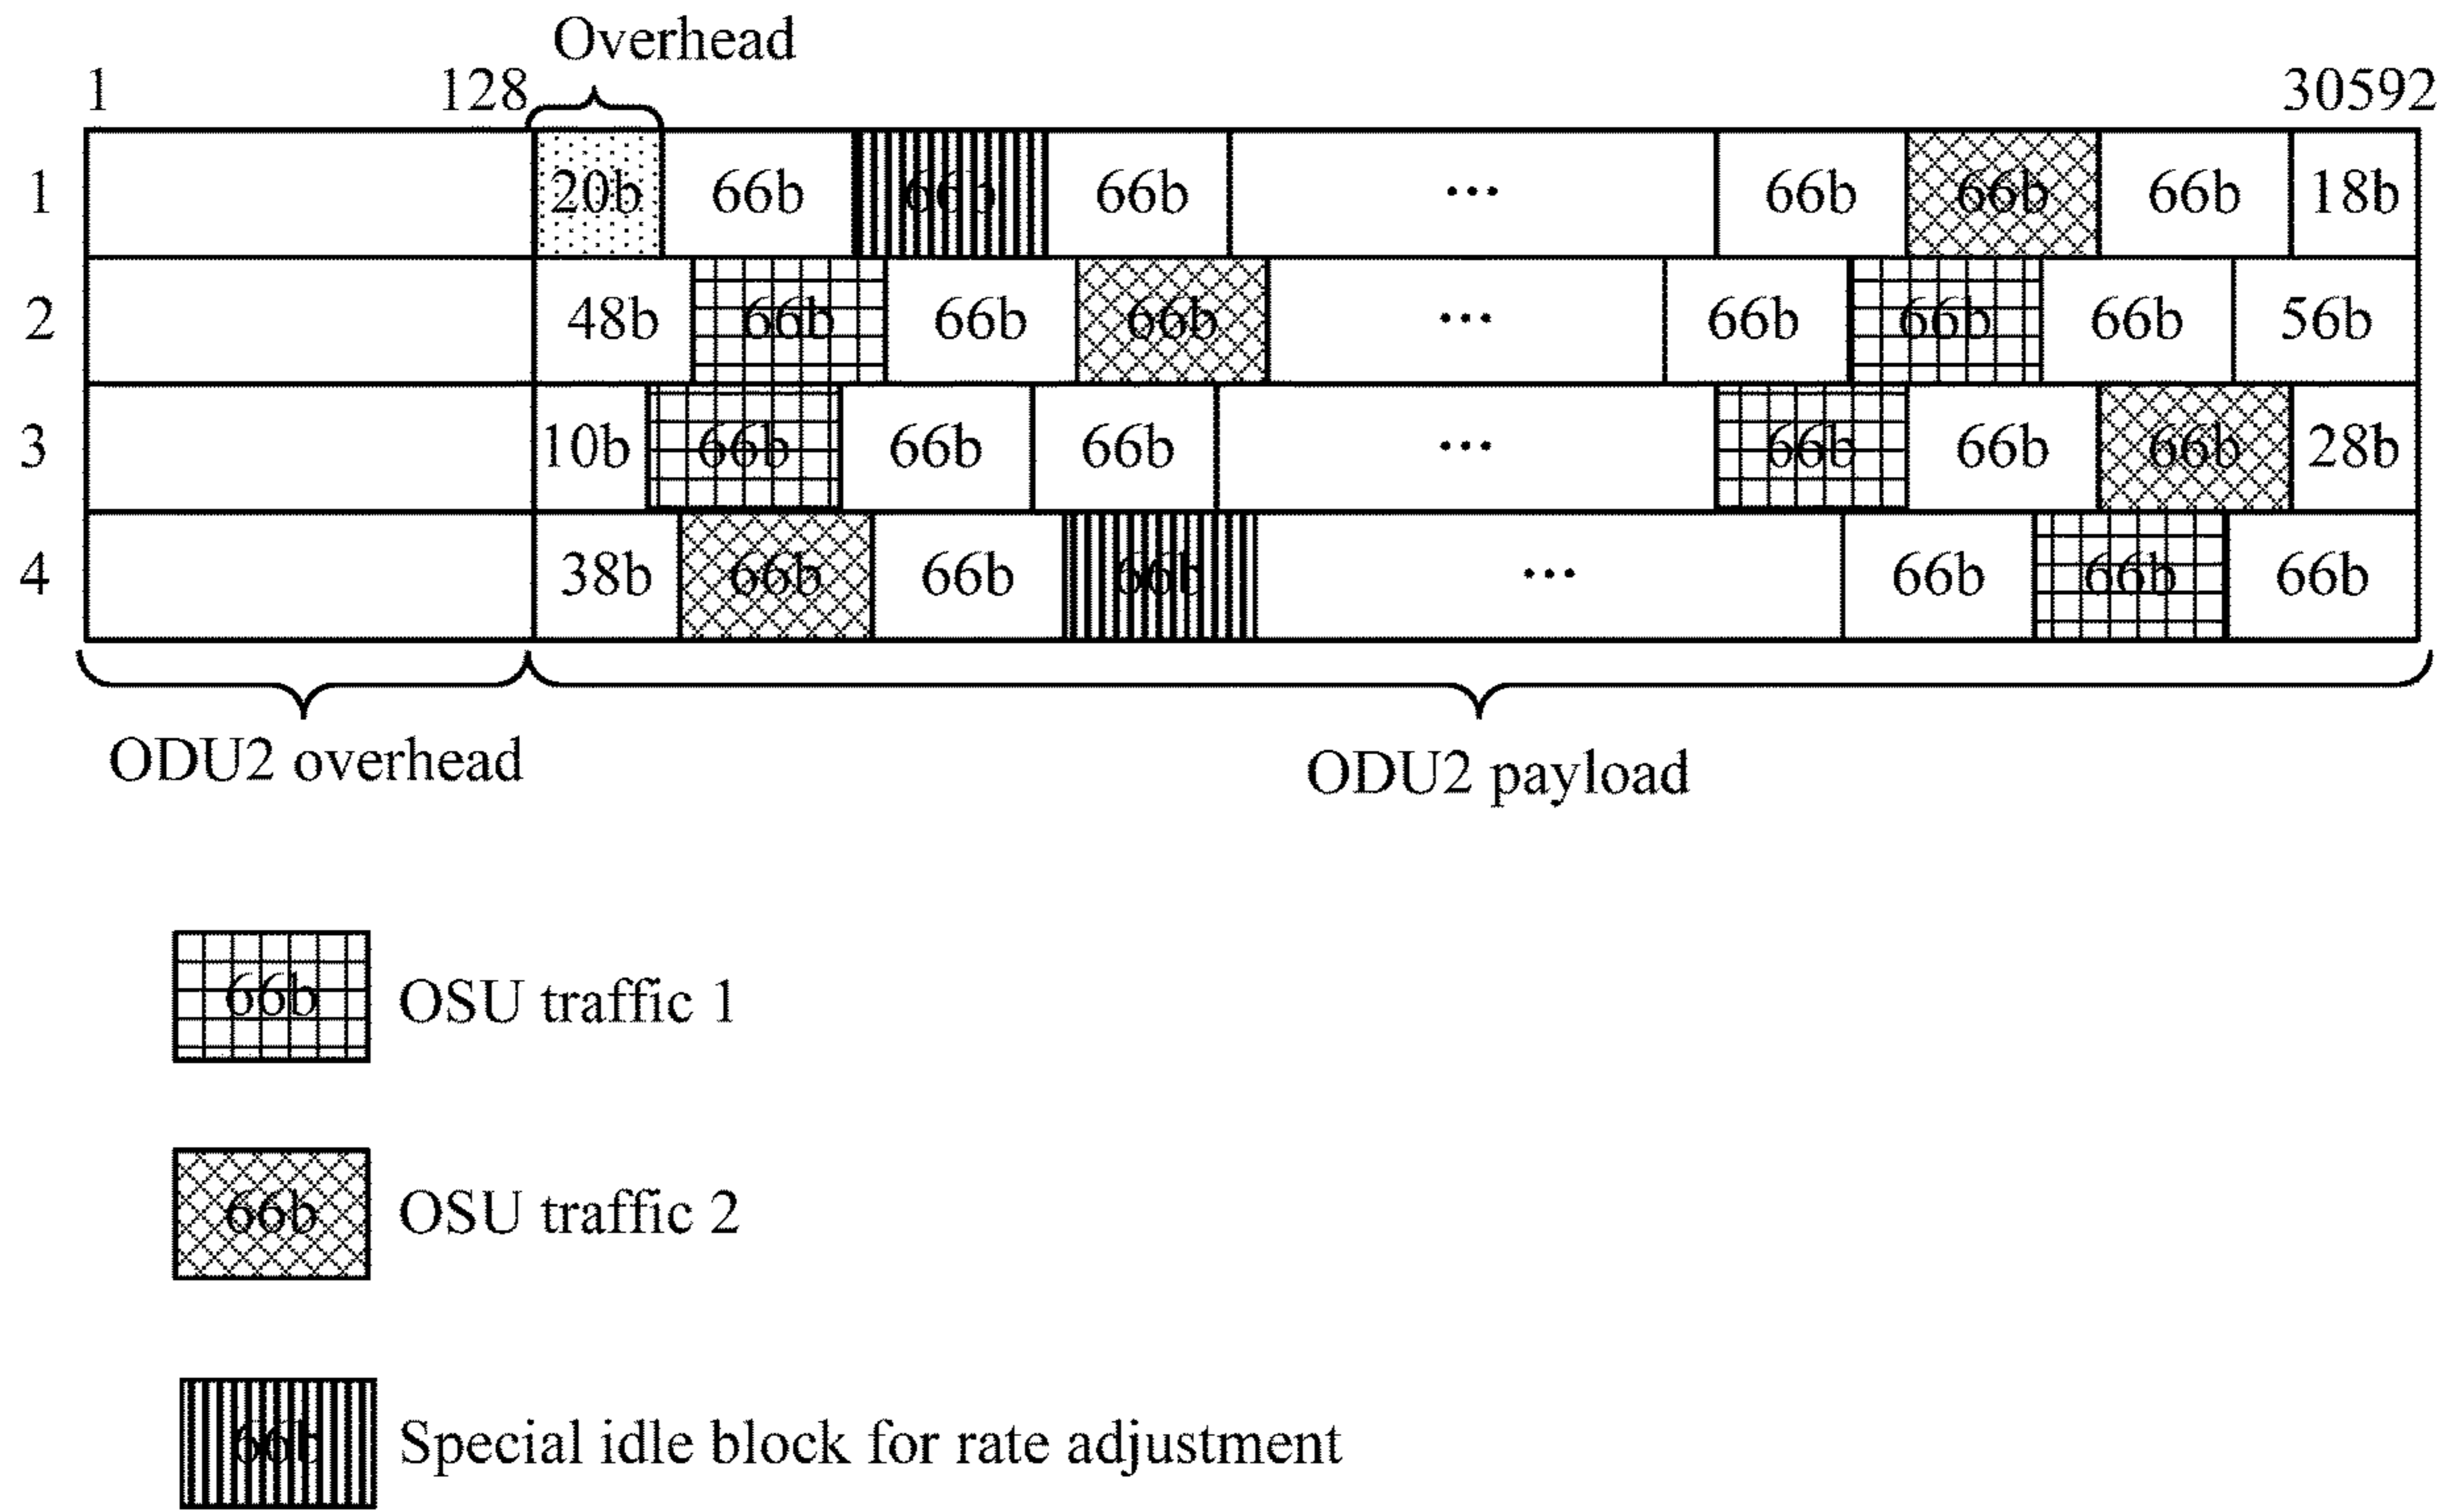 Overhead
1 128 30592
1 20b 66b 66b 66b ... 66b 66b 66b 18b
2 48b 66b 66b 66b ... 66b 66b 66b 56b
3 10b 66b 66b 66b ... 66b 66b 66b 28b
4 38b 66b 66b 66b ... 66b 66b 66b
ODU2 overhead
ODU2 payload
66b OSU traffic 1
66b OSU traffic 2
66b Special idle block for rate adjustment